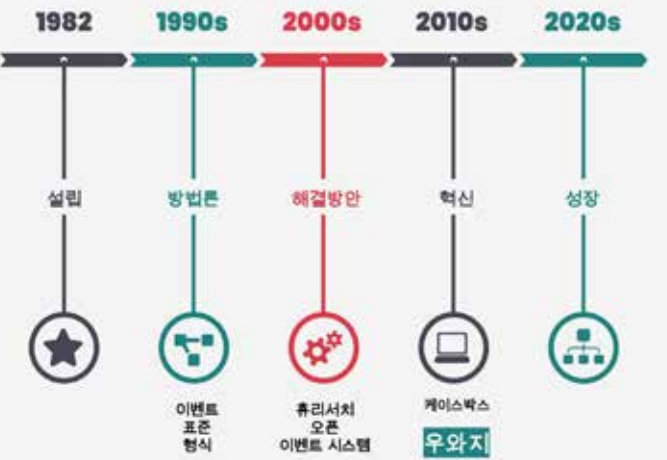 1982 1990s 2000s 2010s 2020s
설립 방법론 해결방안 혁신 성장
이벤트
표준
형식
휴리서치
오픈
이벤트 시스템
케이스박스
우와지